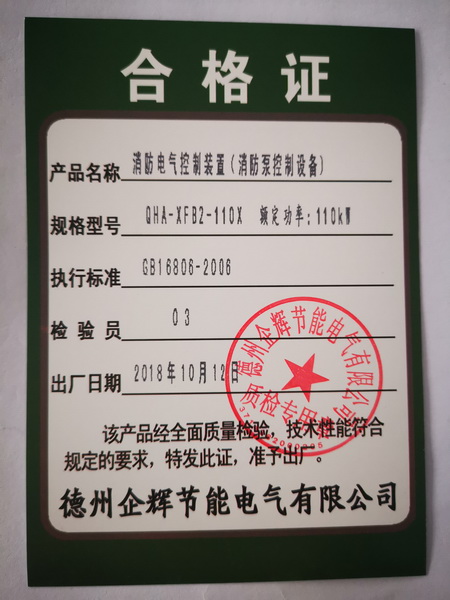 合格证
产品名称 消防电气控制装置(消防泵控制设备)
规格型号 QHA-XFB2-110X 额定功率:110kW
执行标准 GB16806-2006
检验员 03
出厂日期 2018年10月12日
德州企辉节能电气有限公司
质检专用章
该产品经全面质量检验,技术性能符合
规定的要求,特发此证,准予出厂。
德州企辉节能电气有限公司